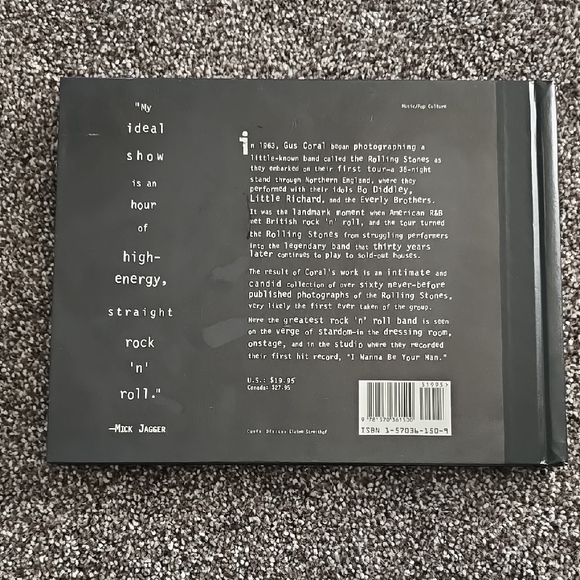 "My
ideal
show
is an
hour
of
high-
energy,
straight
rock
'n'
roll."
—MICK JAGGER
Music/Pop Culture
in 1963, Gus Coral began photographing a
little-known band called the Rolling Stones as
they embarked on their first tour—a 36-night
stand through Northern England, where they
performed with their idols Bo Diddley,
Little Richard, and the Everly Brothers.
It was the landmark moment when American R&B
met British rock 'n' roll, and the tour turned
the Rolling Stones from struggling performers
into the legendary band that thirty years
later continues to play to sold-out houses.
The result of Coral's work is an intimate and
candid collection of over sixty never-before
published photographs of the Rolling Stones,
very likely the first ever taken of the group.
Here the greatest rock 'n' roll band is seen
on the verge of stardom—in the dressing room,
onstage, and in the studio where they recorded
their first hit record, "I Wanna Be Your Man."
U.S.: $19.95
Canada: $27.95
51995>
9 781570 361500
ISBN 1-57036-150-9